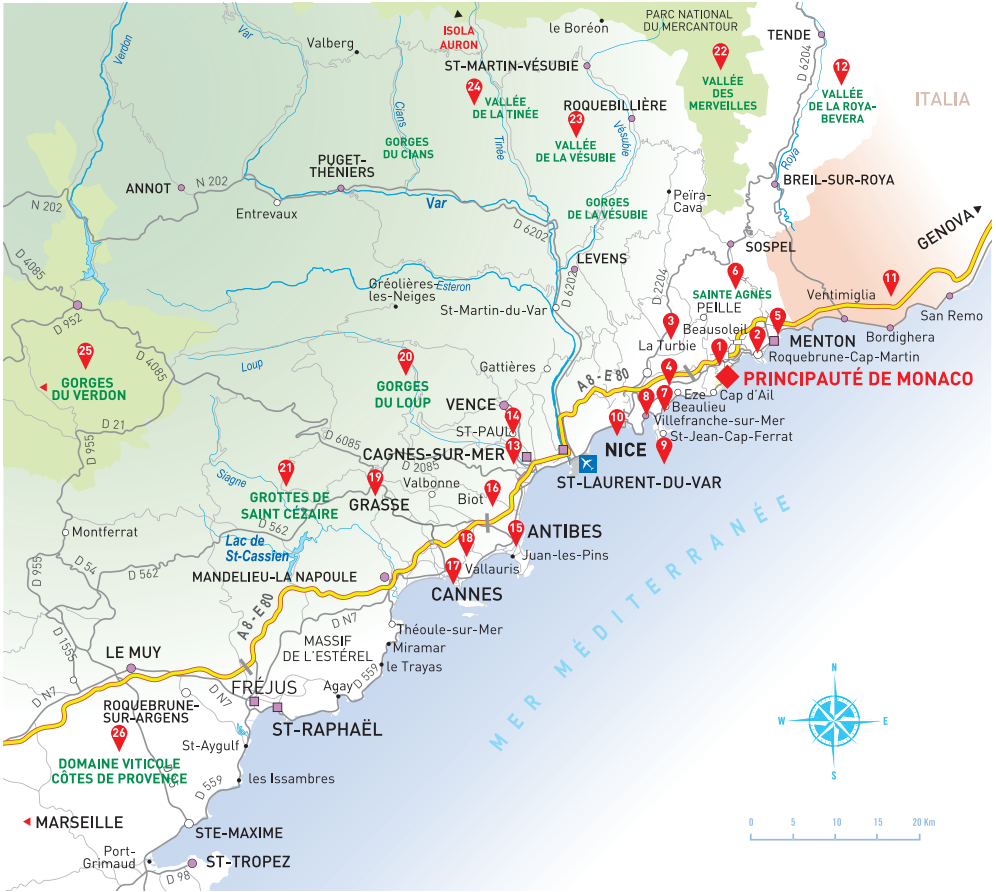 Verdon
Var
Valberg
ISOLA
AURON
le Boréon
PARC NATIONAL
DU MERCANTOUR
TENDE
ST-MARTIN-VÉSUBIE
22
VALLÉE
DES
MERVEILLES
D 6204
12
VALLÉE
DE LA ROYA-
BEVERA
ITALIA
24
VALLÉE
DE LA TINÉE
Cians
ROQUEBILLIÈRE
23
VALLÉE
DE LA VÉSUBIE
Vésubie
Tinée
GORGES
DU CIANS
PUGET-
THENIERS
ANNOT
N 202
N 202
Entrevaux
Var
D 6202
GORGES
DE LA VÉSUBIE
Peïra-
Cava
Roya
BREIL-SUR-ROYA
GENOVA
SOSPEL
LEVENS
D 6202
D 2204
D 4085
D 952
Gréolières-
les-Neiges
Esteron
St-Martin-du-Var
6
SAINTE AGNÈS
PEILLE
11
Ventimiglia
San Remo
Bordighera
3
Beausoleil
La Turbie
5
2
MENTON
Roquebrune-Cap-Martin
1
PRINCIPAUTÉ DE MONACO
25
GORGES
DU VERDON
D 4085
Loup
20
GORGES
DU LOUP
Gattières
A 8 - E 80
4
Eze
Cap d'Ail
7
Beaulieu
8
Villefranche-sur-Mer
St-Jean-Cap-Ferrat
9
10
NICE
VENCE
14
ST-PAUL
13
CAGNES-SUR-MER
ST-LAURENT-DU-VAR
D 21
D 955
D 6085
D 2085
Siagne
21
GROTTES DE
SAINT CÉZAIRE
19
GRASSE
Valbonne
16
Biot
15
ANTIBES
Juan-les-Pins
18
17
Vallauris
CANNES
Montferrat
D 562
Lac de
St-Cassien
D 955
D 54
D 562
MANDELIEU-LA NAPOULE
A 8 - E 80
D N7
Théoule-sur-Mer
Miramar
le Trayas
MASSIF
DE L'ESTÉREL
D 559
Agay
D 1555
LE MUY
D N7
D N7
FRÉJUS
ST-RAPHAËL
ROQUEBRUNE-
SUR-ARGENS
26
DOMAINE VITICOLE
CÔTES DE PROVENCE
St-Aygulf
les Issambres
D 559
MARSEILLE
STE-MAXIME
Port-
Grimaud
ST-TROPEZ
D 98
MER MÉDITERRANÉE
N
W
E
S
0 5 10 15 20 Km